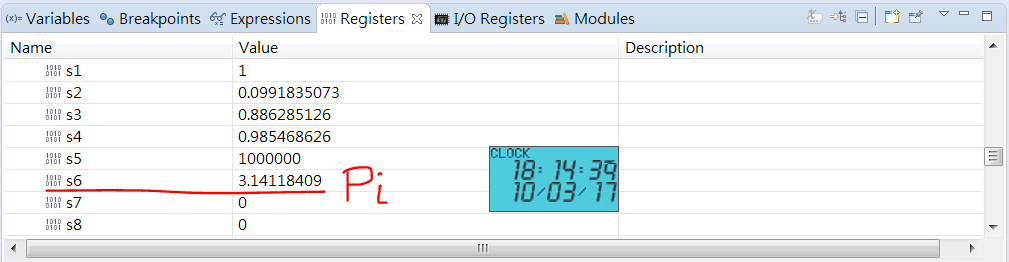 (x)= Variables Breakpoints Expressions Registers I/O Registers Modules
Name Value Description
s1 1
s2 0.0991835073
s3 0.886285126
s4 0.985468626
s5 1000000
s6 3.14118409 Pi
s7 0
s8 0
CLOCK
18:14:39
10/03/17